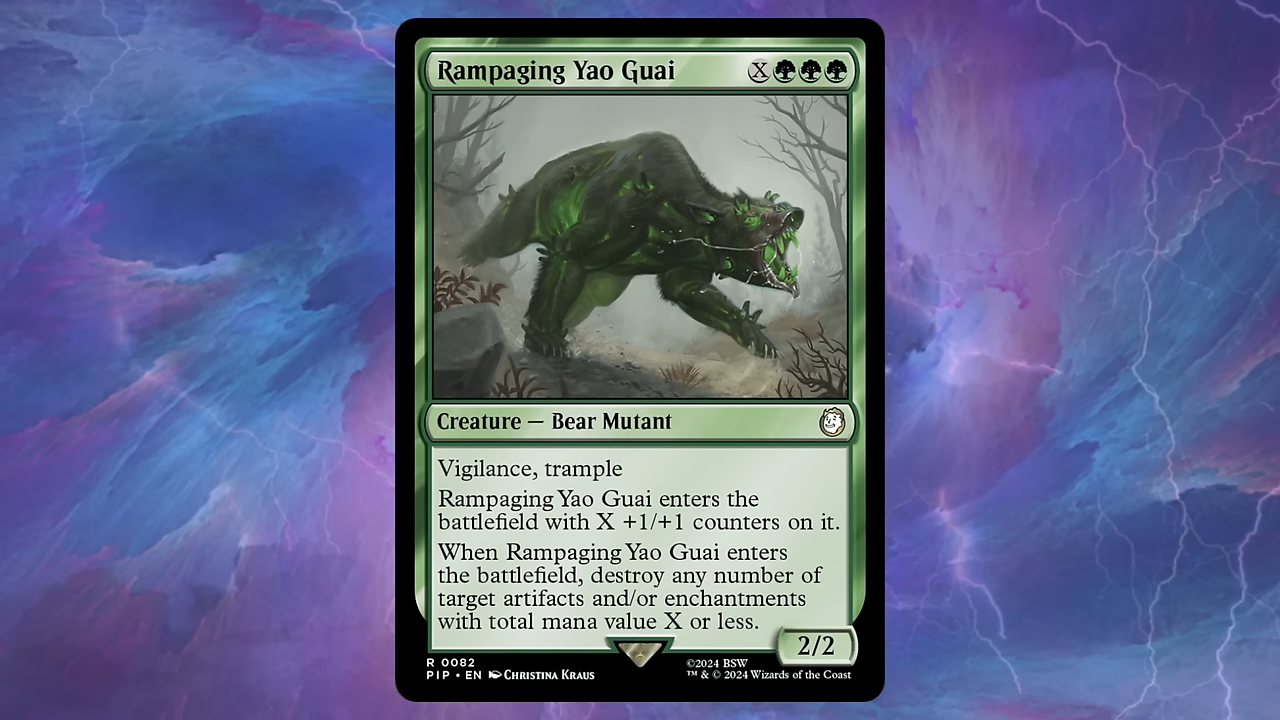 Rampaging Yao Guai X
Creature — Bear Mutant
Vigilance, trample
Rampaging Yao Guai enters the
battlefield with X +1/+1 counters on it.
When Rampaging Yao Guai enters
the battlefield, destroy any number of
target artifacts and/or enchantments
with total mana value X or less.
2/2
R 0082
PIP • EN Christina Kraus
©2024 BSW
™ & © 2024 Wizards of the Coast